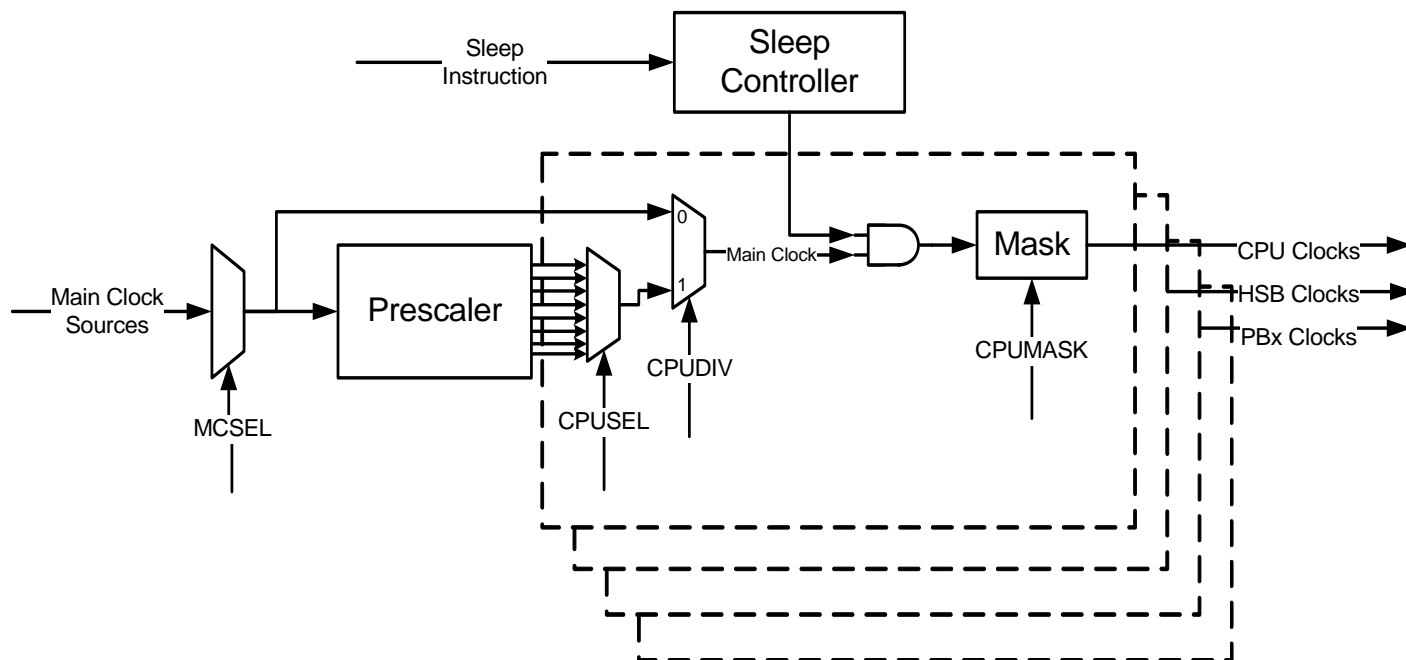 Sleep
Instruction
Sleep
Controller
0
Main Clock
1
Mask
CPU Clocks
HSB Clocks
PBx Clocks
Main Clock
Sources
Prescaler
CPUMASK
CPUDIV
CPUSEL
MCSEL